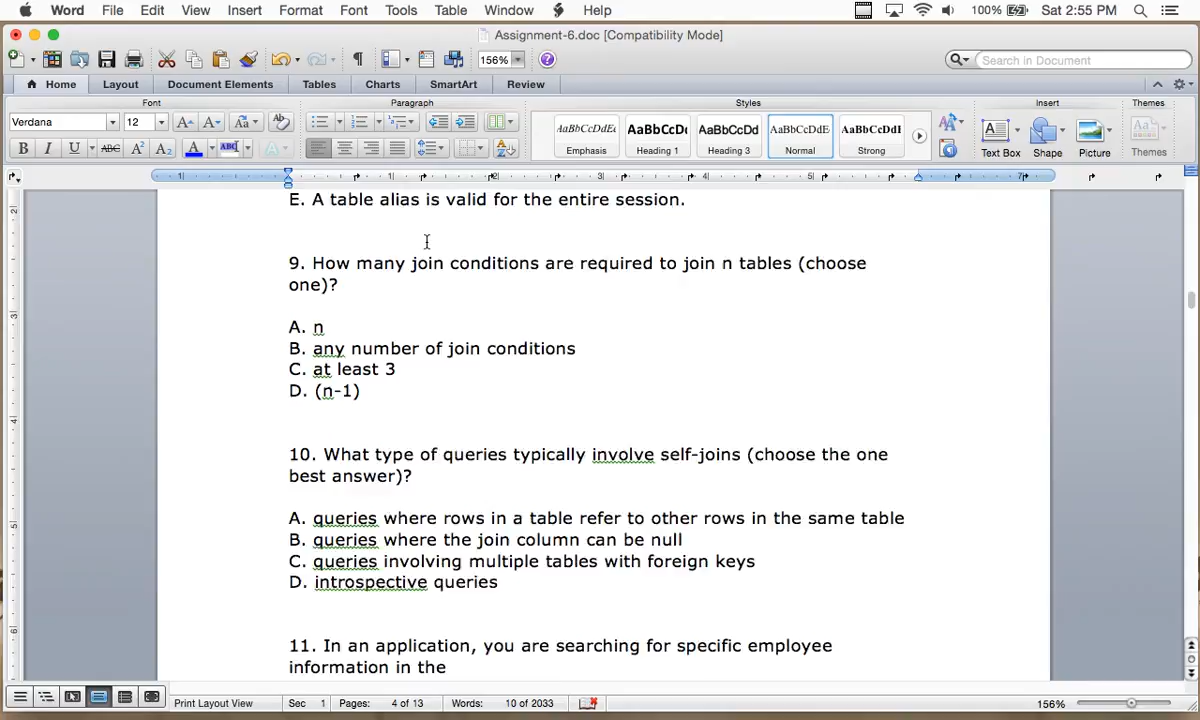 Word File Edit View Insert Format Font Tools Table Window Help 100% Sat 2:55 PM
Assignment-6.doc [Compatibility Mode]
156% Search in Document
Home Layout Document Elements Tables Charts SmartArt Review
Font Paragraph Styles Insert Themes
Verdana 12 A A Aa AaBbCcDdEe AaBbCcDc AaBbCcDd AaBbCcDdE AaBbCcDdI A Aa
B I U ABC A2 A2 A ABC A Emphasis Heading 1 Heading 3 Normal Strong Text Box Shape Picture Themes
E. A table alias is valid for the entire session.
9. How many join conditions are required to join n tables (choose
one)?
A. n
B. any number of join conditions
C. at least 3
D. (n-1)
10. What type of queries typically involve self-joins (choose the one
best answer)?
A. queries where rows in a table refer to other rows in the same table
B. queries where the join column can be null
C. queries involving multiple tables with foreign keys
D. introspective queries
11. In an application, you are searching for specific employee
information in the
Print Layout View Sec 1 Pages: 4 of 13 Words: 10 of 2033 156%